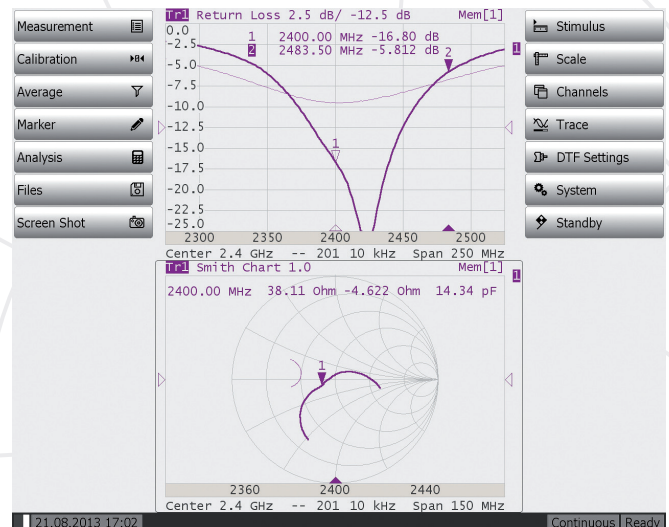 Measurement
Calibration
Average
Marker
Analysis
Files
Screen Shot
Tr1 Return Loss 2.5 dB/ -12.5 dB Mem[1]
1 2400.00 MHz -16.80 dB
2 2483.50 MHz -5.812 dB
0.0
-2.5
-5.0
-7.5
-10.0
-12.5
-15.0
-17.5
-20.0
-22.5
-25.0
1
2
1
2300 2350 2400 2450 2500
Center 2.4 GHz -- 201 10 kHz Span 250 MHz
Tr1 Smith Chart 1.0 Mem[1]
1
2400.00 MHz 38.11 Ohm -4.622 Ohm 14.34 pF
1
2360 2400 2440
Center 2.4 GHz -- 201 10 kHz Span 150 MHz
Stimulus
Scale
Channels
Trace
DTF Settings
System
Standby
21.08.2013 17:02
Continuous Ready